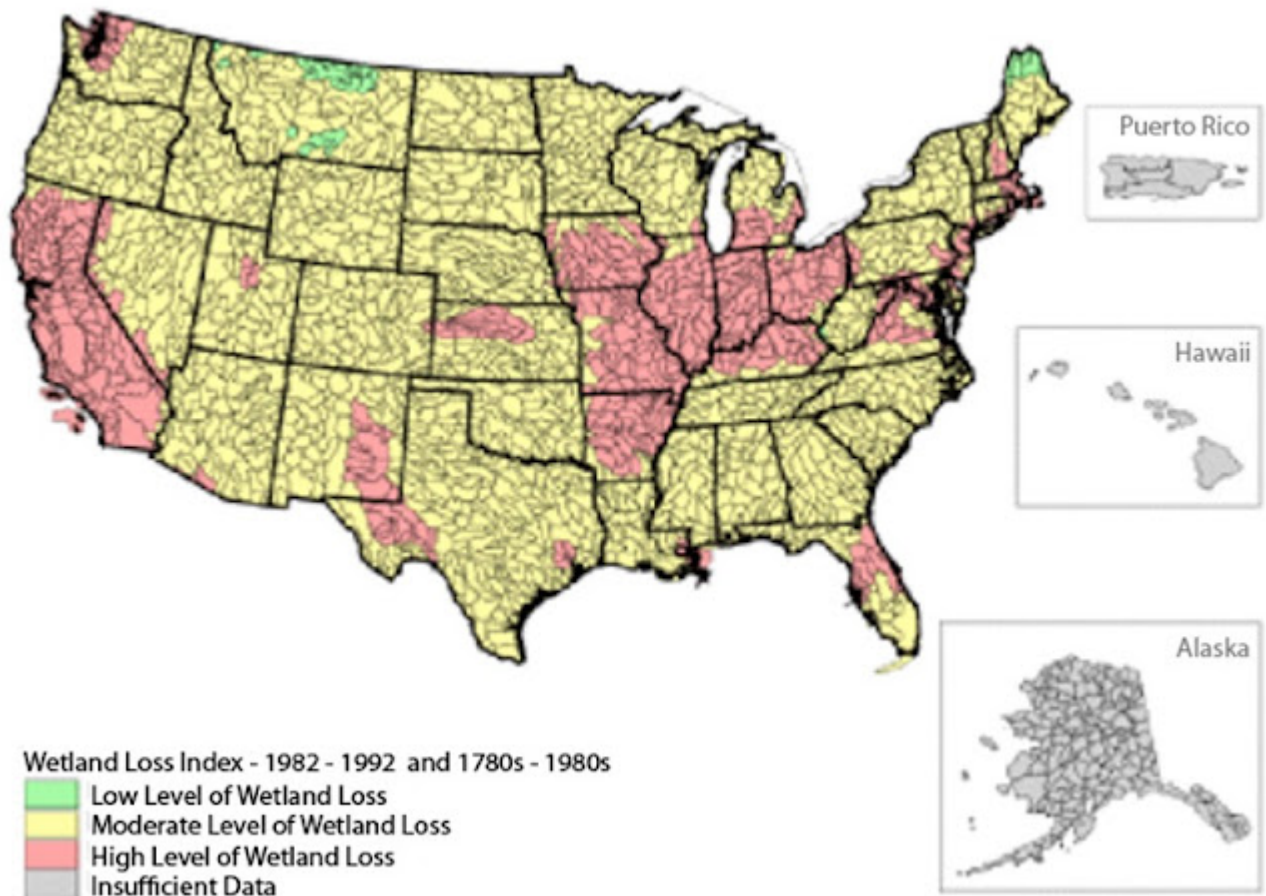 Puerto Rico
Hawaii
Alaska
Wetland Loss Index - 1982 - 1992 and 1780s - 1980s
Low Level of Wetland Loss
Moderate Level of Wetland Loss
High Level of Wetland Loss
Insufficient Data